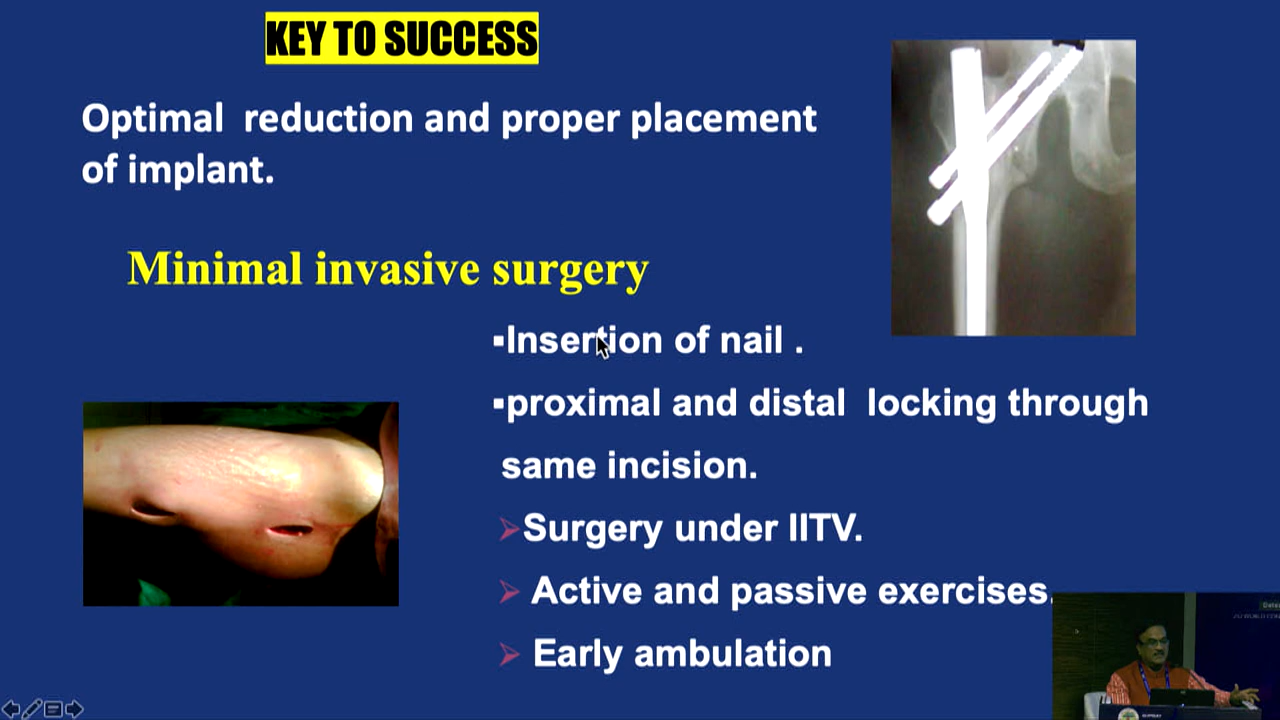 KEY TO SUCCESS
Optimal reduction and proper placement
of implant.
Minimal invasive surgery
▪Insertion of nail .
▪proximal and distal locking through
same incision.
➢Surgery under IITV.
➢ Active and passive exercises.
➢ Early ambulation